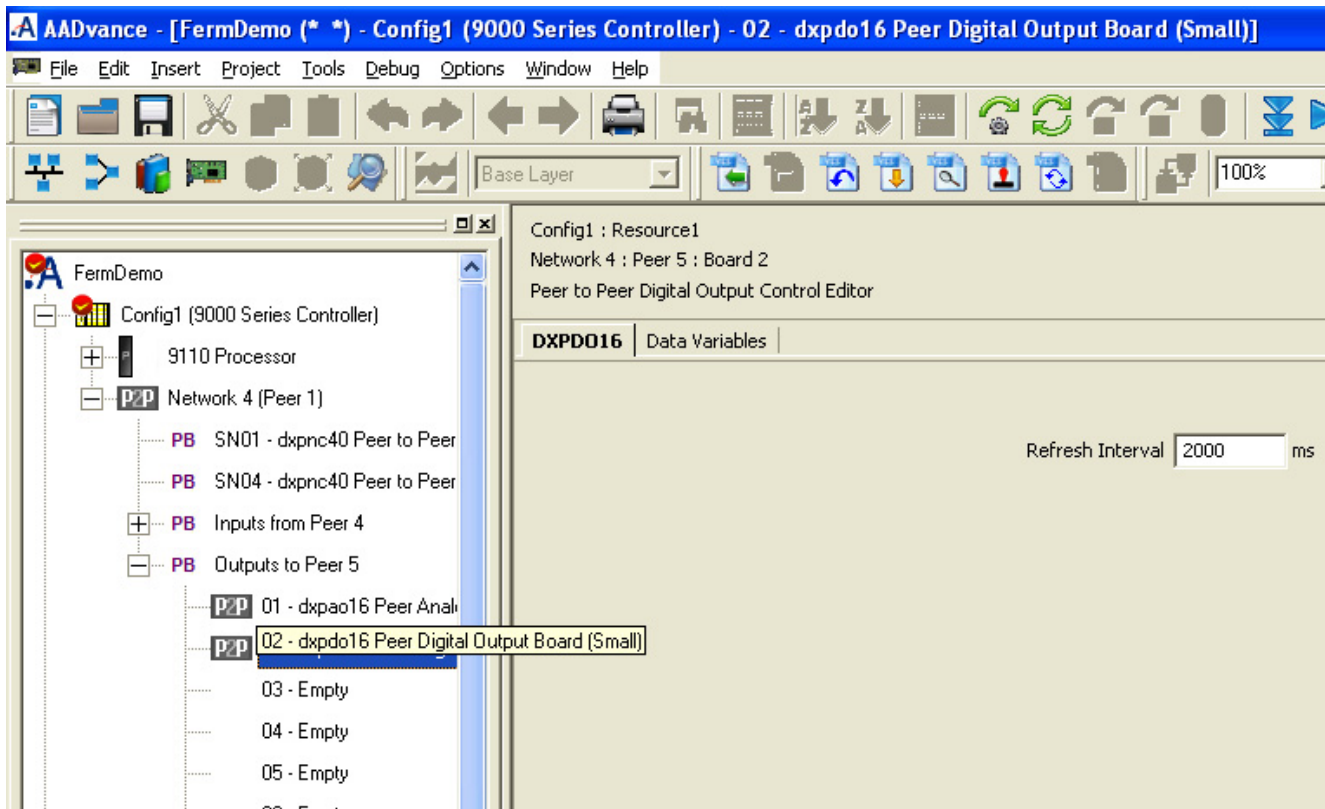 AADvance - [FermDemo (* *) - Config1 (9000 Series Controller) - 02 - dxpdo16 Peer Digital Output Board (Small)]
File Edit Insert Project Tools Debug Options Window Help
Base Layer
100%
FermDemo
Config1 (9000 Series Controller)
9110 Processor
P2P Network 4 (Peer 1)
PB SN01 - dxpnc40 Peer to Peer
PB SN04 - dxpnc40 Peer to Peer
PB Inputs from Peer 4
PB Outputs to Peer 5
P2P 01 - dxpao16 Peer Anal
P2P 02 - dxpdo16 Peer Digital Output Board (Small)
03 - Empty
04 - Empty
05 - Empty
Config1 : Resource1
Network 4 : Peer 5 : Board 2
Peer to Peer Digital Output Control Editor
DXPDO16 Data Variables
Refresh Interval 2000 ms